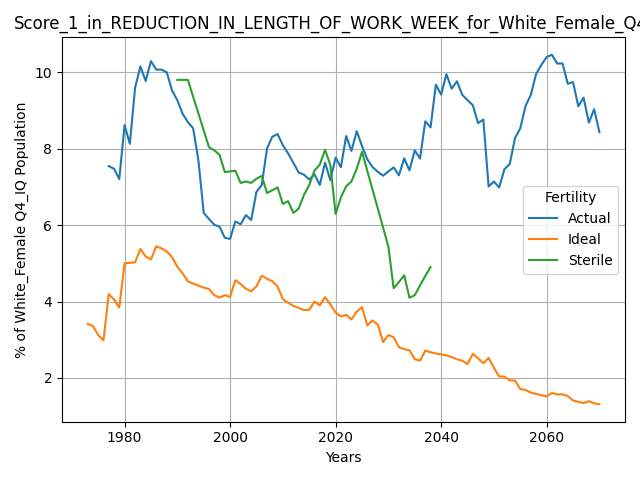 Score_1_in_REDUCTION_IN_LENGTH_OF_WORK_WEEK_for_White_Female_Q4
% of White_Female Q4_IQ Population
10
8
6
4
2
Fertility
Actual
Ideal
Sterile
1980 2000 2020 2040 2060
Years